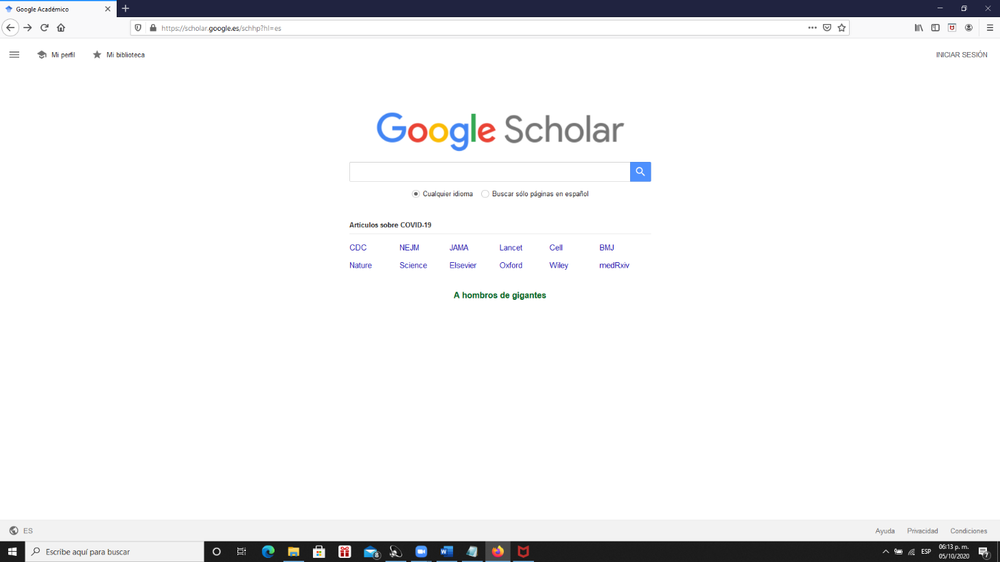 Google Académico
https://scholar.google.es/schhp?hl=es
Mi perfil
Mi biblioteca
INICIAR SESIÓN
Google Scholar
Cualquier idioma
Buscar sólo páginas en español
Artículos sobre COVID-19
CDC NEJM JAMA Lancet Cell BMJ
Nature Science Elsevier Oxford Wiley medRxiv
A hombros de gigantes
ES
Ayuda Privacidad Condiciones
Escribe aquí para buscar
8
W
ESP
06:13 p. m.
05/10/2020
7